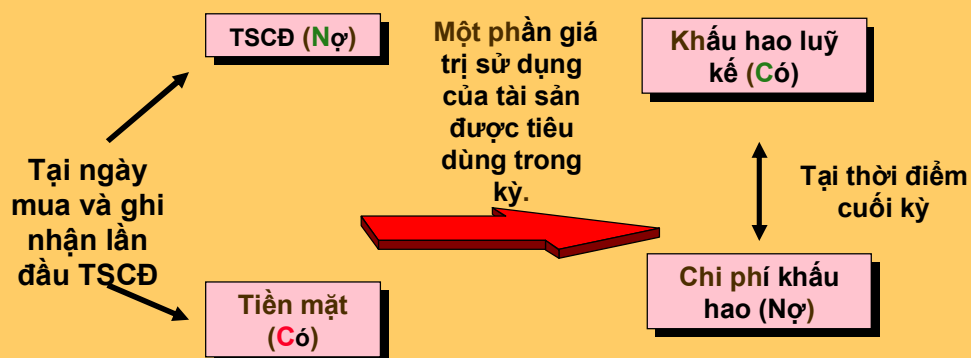 TSCĐ (Nợ)
Tại ngày
mua và ghi
nhận lần
đầu TSCĐ
Tiền mặt
(Có)
Một phần giá
trị sử dụng
của tài sản
được tiêu
dùng trong
kỳ.
Khấu hao luỹ
kế (Có)
Tại thời điểm
cuối kỳ
Chi phí khấu
hao (Nợ)